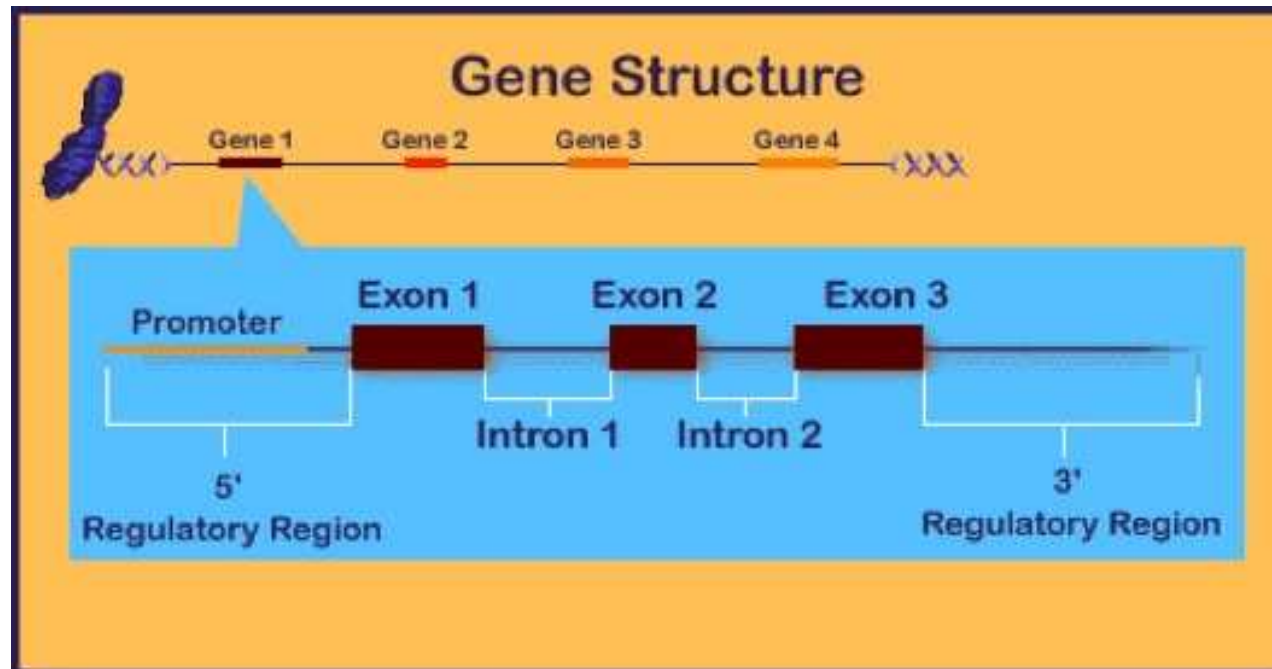 Gene Structure
Gene 1 Gene 2 Gene 3 Gene 4
Exon 1 Exon 2 Exon 3
Promoter
Intron 1 Intron 2
5'
Regulatory Region
3'
Regulatory Region